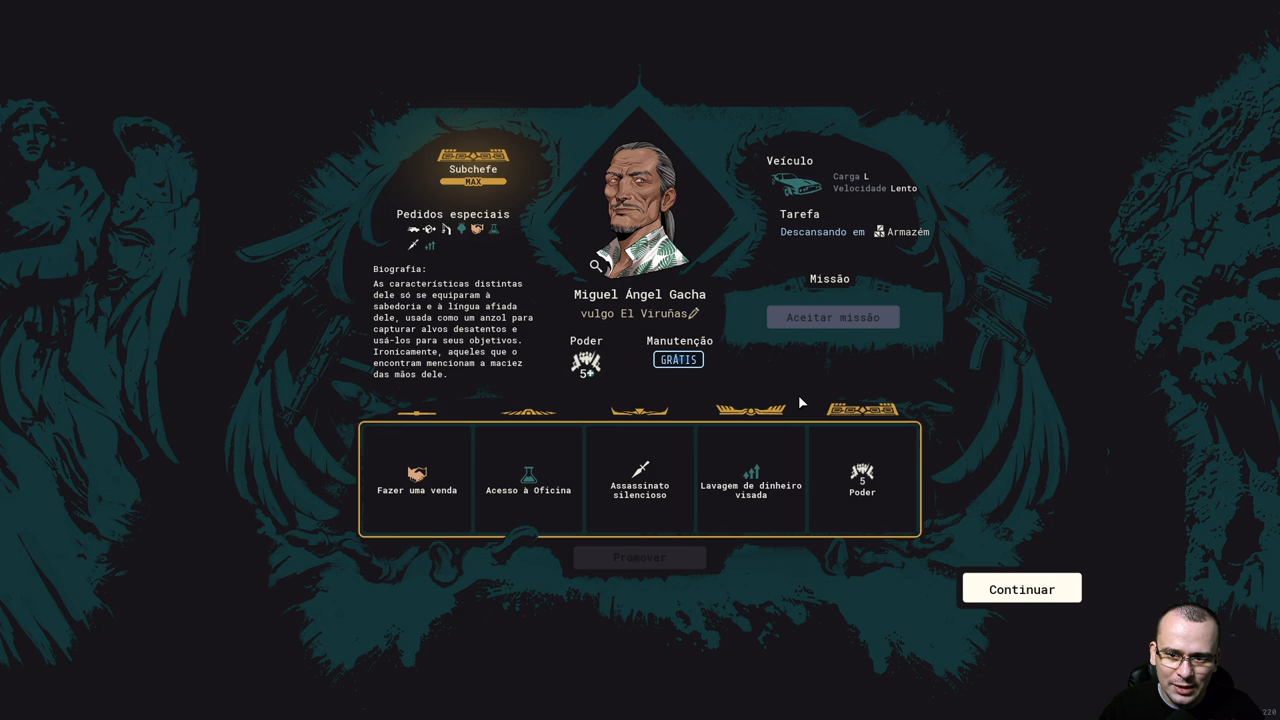 Subchefe
MAX
Pedidos especiais
Biografia:
As características distintas
dele só se equiparam à
sabedoria e à língua afiada
dele, usada como um anzol para
capturar alvos desatentos e
usá-los para seus objetivos.
Ironicamente, aqueles que o
encontram mencionam a maciez
das mãos dele.
Miguel Ángel Gacha
vulgo El Viruñas
Poder
5+
Manutenção
GRÁTIS
Veículo
Carga L
Velocidade Lento
Tarefa
Descansando em Armazém
Missão
Aceitar missão
Fazer uma venda
Acesso à Oficina
Assassinato
silencioso
Lavagem de dinheiro
visada
5
Poder
Promover
Continuar
220